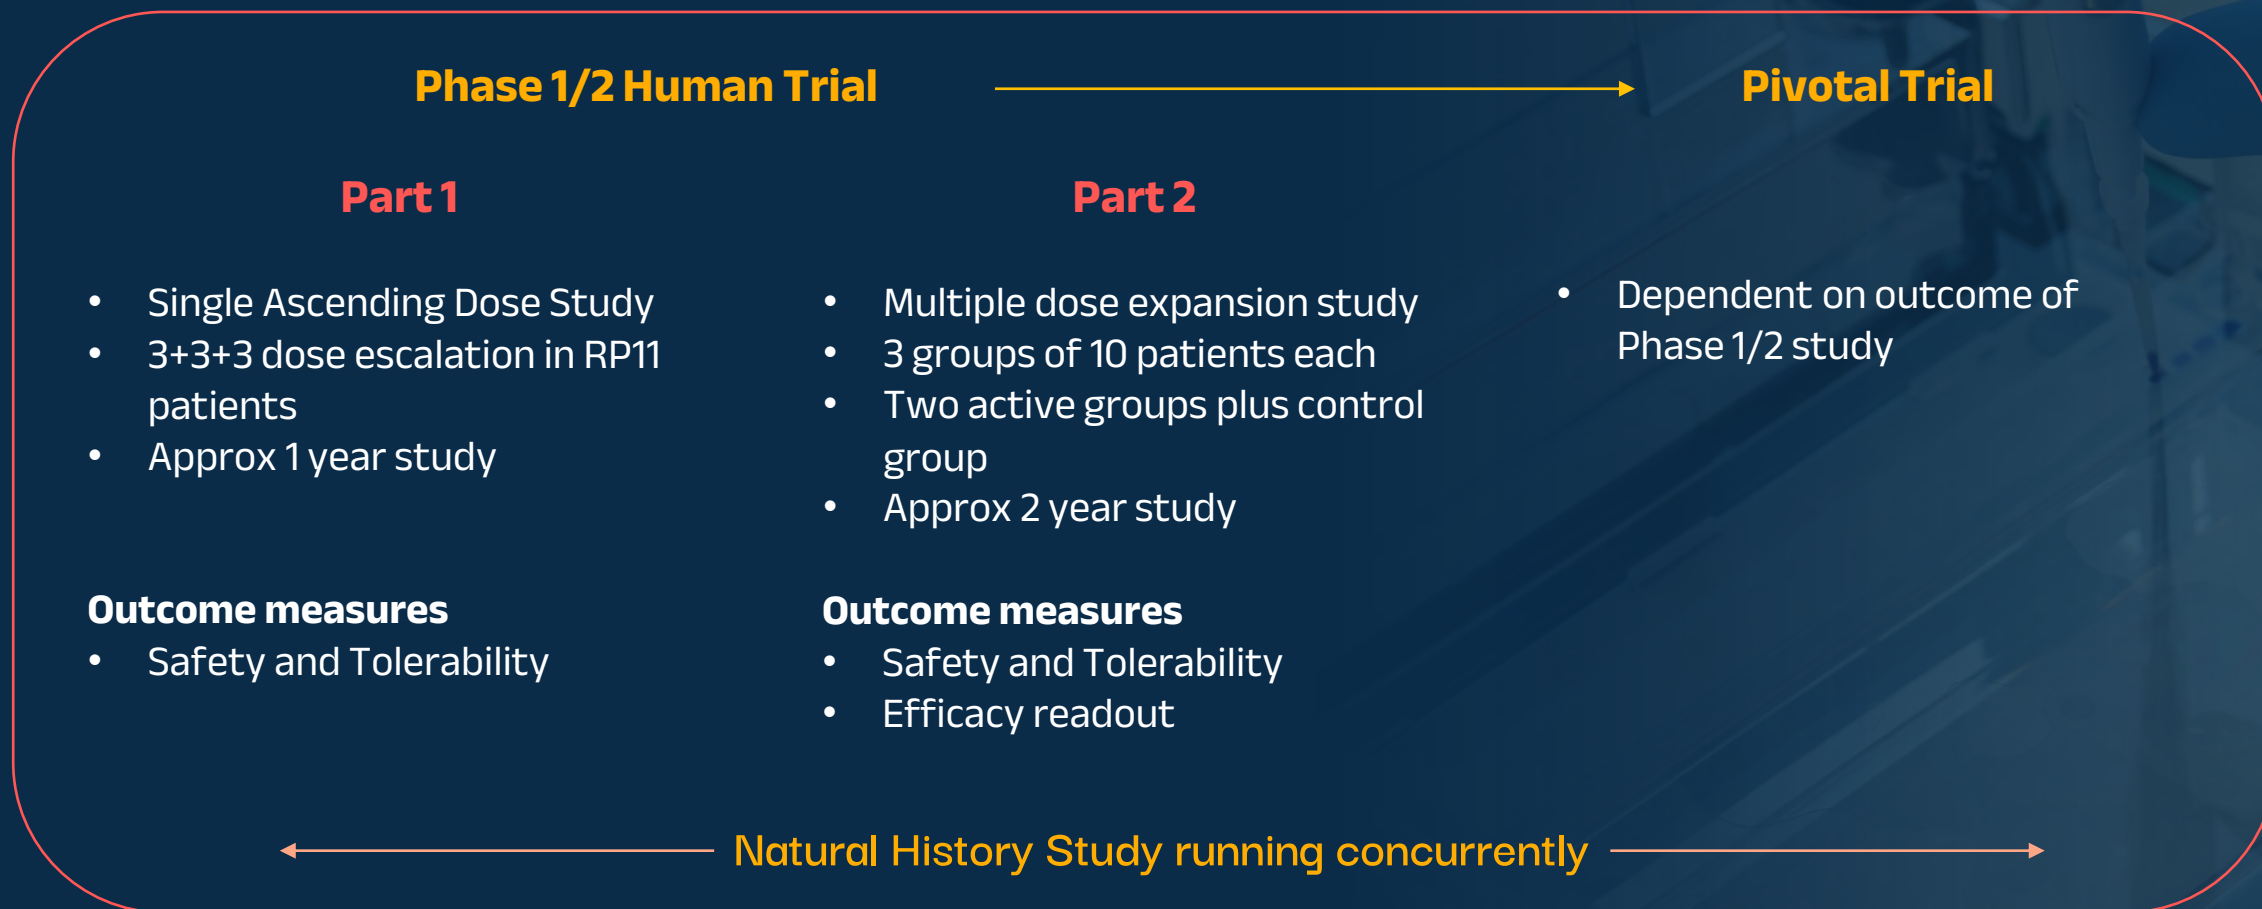 Phase 1/2 Human Trial
Pivotal Trial
Part 1
• Single Ascending Dose Study
• 3+3+3 dose escalation in RP11
patients
• Approx 1 year study
Outcome measures
• Safety and Tolerability
Part 2
• Multiple dose expansion study
• 3 groups of 10 patients each
• Two active groups plus control
group
• Approx 2 year study
Outcome measures
• Safety and Tolerability
• Efficacy readout
• Dependent on outcome of
Phase 1/2 study
Natural History Study running concurrently